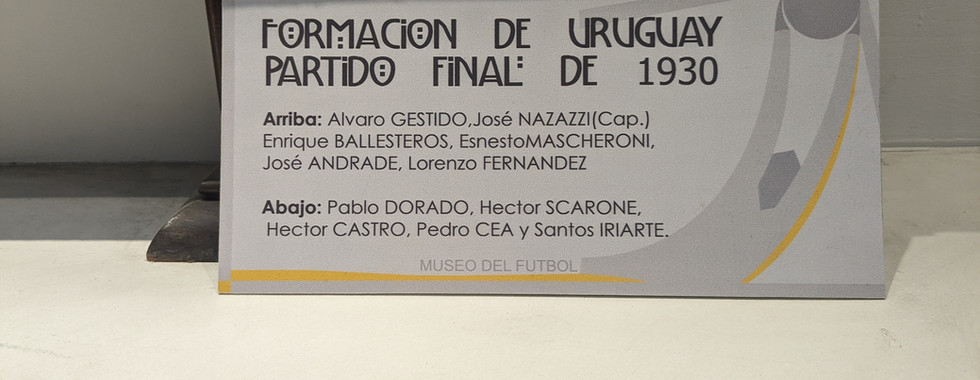 FORMACION DE URUGUAY
PARTIDO FINAL DE 1930
Arriba: Alvaro GESTIDO,José NAZAZZI(Cap.)
Enrique BALLESTEROS, EsnestoMASCHERONI,
José ANDRADE, Lorenzo FERNANDEZ
Abajo: Pablo DORADO, Hector SCARONE,
Hector CASTRO, Pedro CEA y Santos IRIARTE.
MUSEO DEL FUTBOL